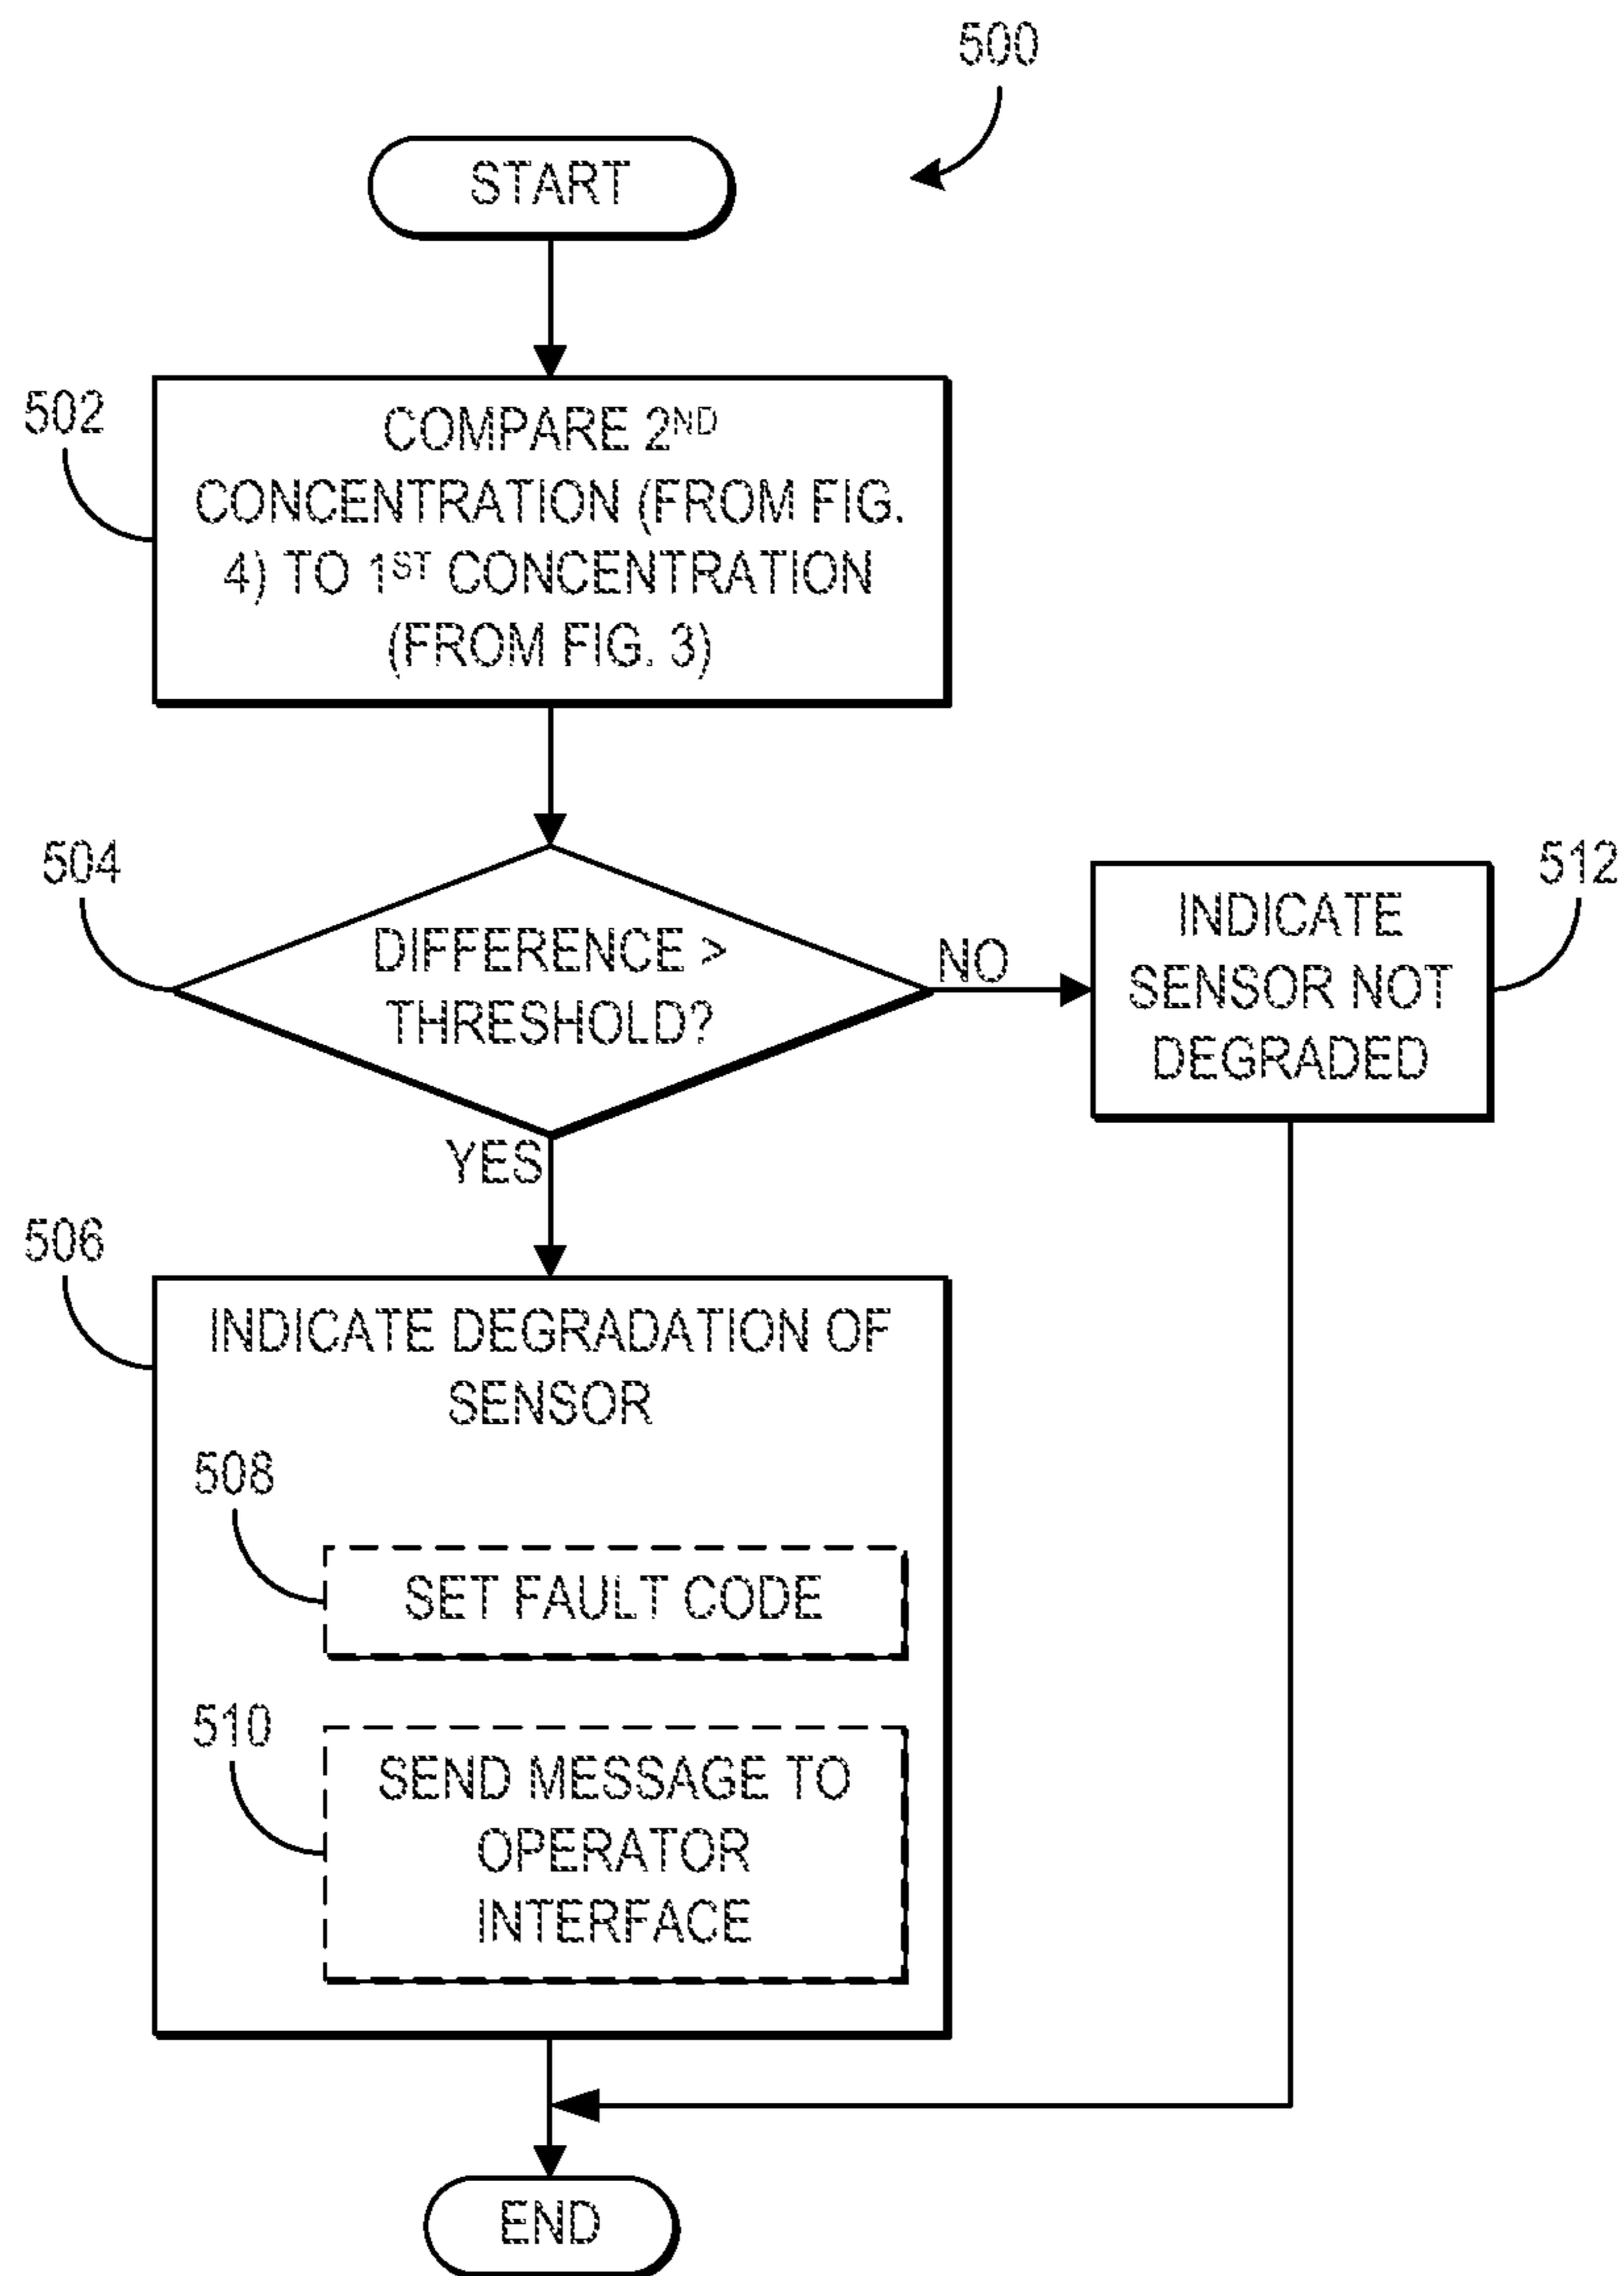 500
START
502
COMPARE 2ND
CONCENTRATION (FROM FIG.
4) TO 1ST CONCENTRATION
(FROM FIG. 3)
504
DIFFERENCE >
THRESHOLD?
NO
512
INDICATE
SENSOR NOT
DEGRADED
YES
506
INDICATE DEGRADATION OF
SENSOR
508
SET FAULT CODE
510
SEND MESSAGE TO
OPERATOR
INTERFACE
END